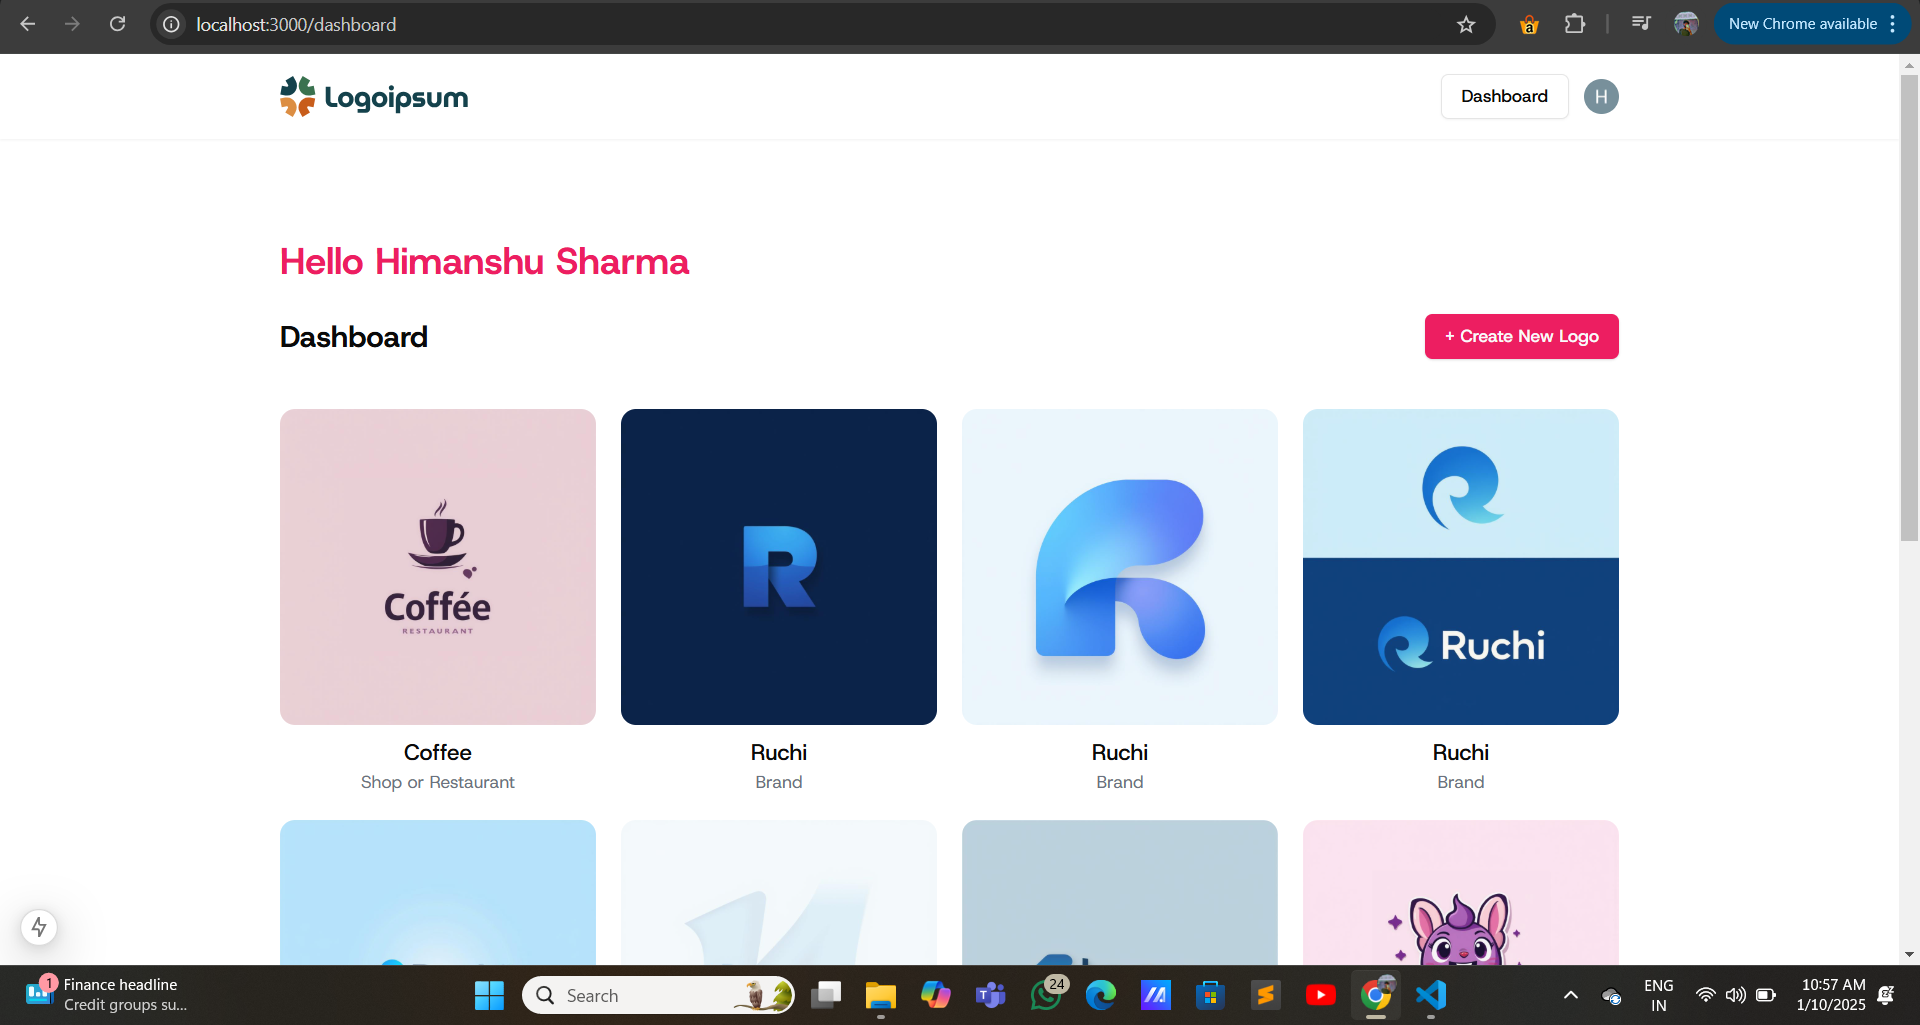 localhost:3000/dashboard
New Chrome available
Logoipsum
Dashboard
H
Hello Himanshu Sharma
Dashboard
+ Create New Logo
Coffée
RESTAURANT
R
Ruchi
Coffee
Ruchi
Ruchi
Ruchi
Shop or Restaurant
Brand
Brand
Brand
1
Finance headline
Credit groups su...
Search
24
ENG
IN
10:57 AM
1/10/2025